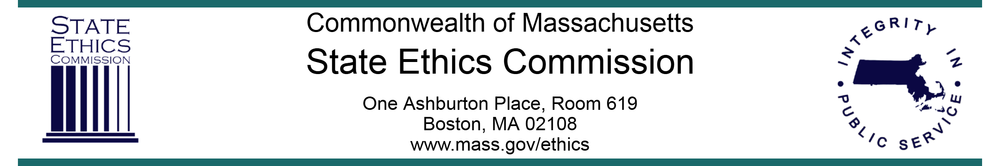 STATE
ETHICS
COMMISSION
Commonwealth of Massachusetts
State Ethics Commission
One Ashburton Place, Room 619
Boston, MA 02108
www.mass.gov/ethics
INTEGRITY IN
• PUBLIC SERVICE •